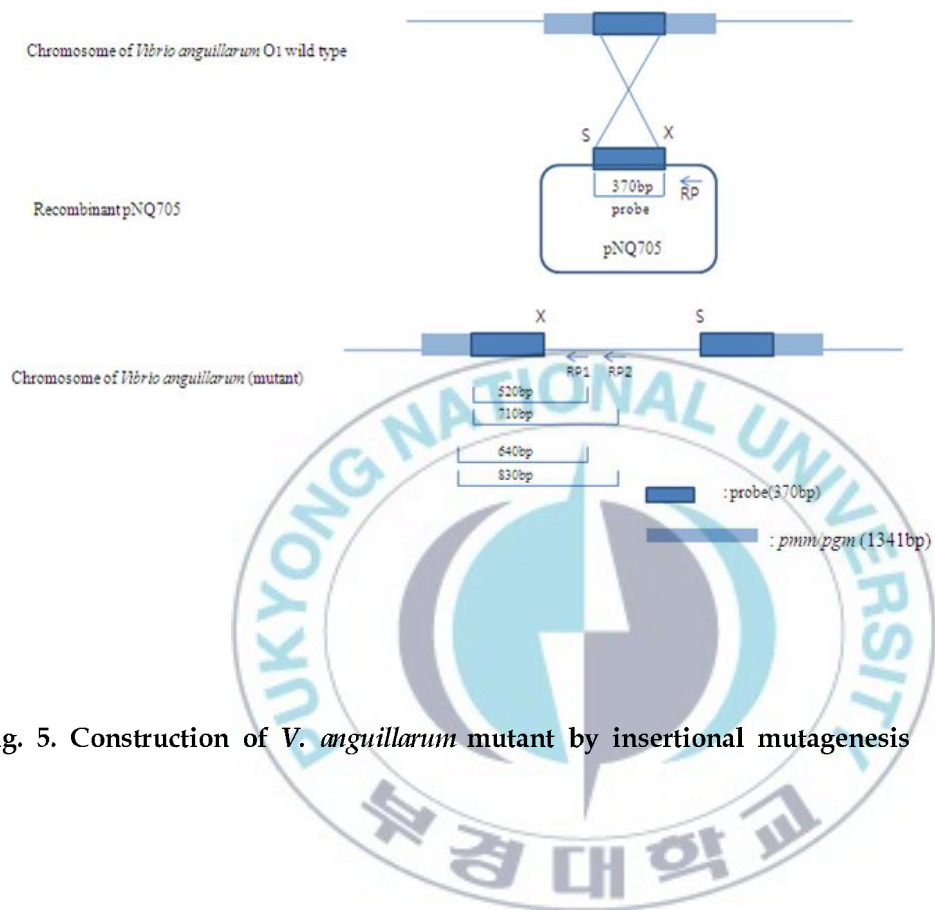 Chromosome of Vibrio anguillarum O1 wild type
S X
370bp
RP
probe
Recombinant pNQ705
pNQ705
X S
RP1 RP2
Chromosome of Vibrio anguillarum (mutant)
520bp
710bp
640bp
830bp
: probe(370bp)
: pmm/pgm (1341bp)
PUKYONG NATIONAL UNIVERSITY
g. 5. Construction of V. anguillarum mutant by insertional mutagenesis
부경대학교